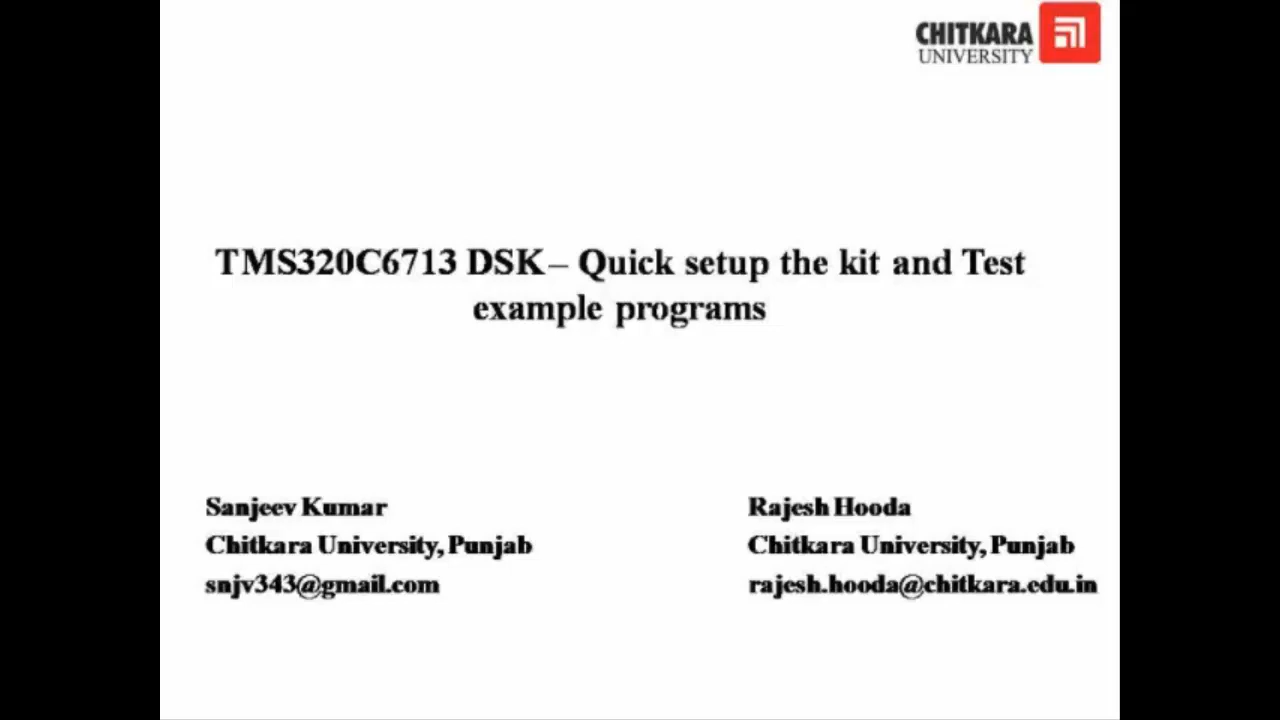 CHITKARA
UNIVERSITY
TMS320C6713 DSK – Quick setup the kit and Test
example programs
Sanjeev Kumar
Chitkara University, Punjab
snjv343@gmail.com
Rajesh Hooda
Chitkara University, Punjab
rajesh.hooda@chitkara.edu.in